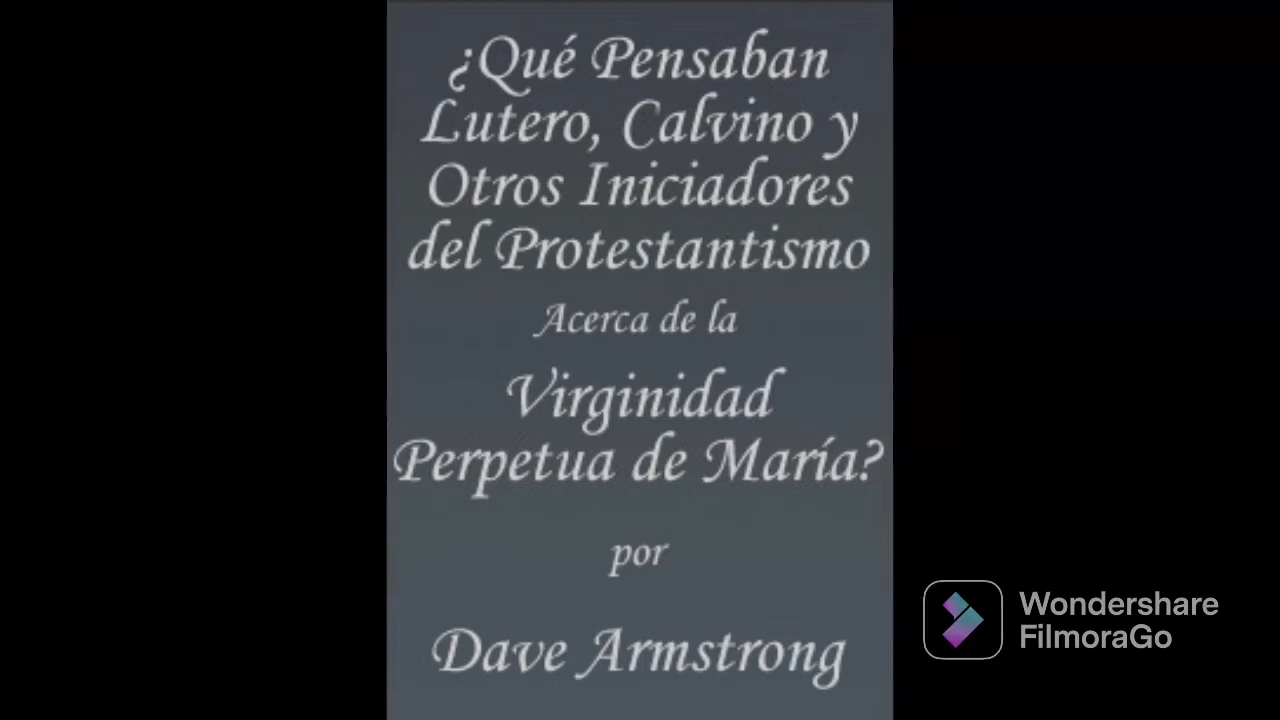 ¿Qué Pensaban
Lutero, Calvino y
Otros Iniciadores
del Protestantismo
Acerca de la
Virginidad
Perpetua de María?
por
Dave Armstrong
Wondershare
FilmoraGo